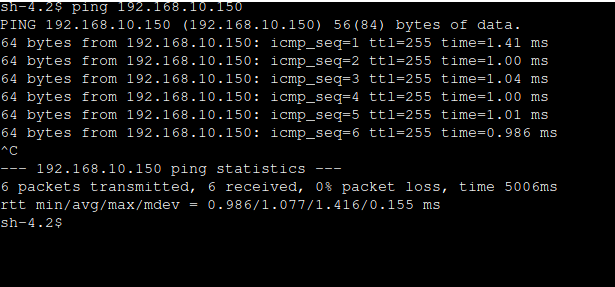 sh-4.2$ ping 192.168.10.150
PING 192.168.10.150 (192.168.10.150) 56(84) bytes of data.
64 bytes from 192.168.10.150: icmp_seq=1 ttl=255 time=1.41 ms
64 bytes from 192.168.10.150: icmp_seq=2 ttl=255 time=1.00 ms
64 bytes from 192.168.10.150: icmp_seq=3 ttl=255 time=1.04 ms
64 bytes from 192.168.10.150: icmp_seq=4 ttl=255 time=1.00 ms
64 bytes from 192.168.10.150: icmp_seq=5 ttl=255 time=1.01 ms
64 bytes from 192.168.10.150: icmp_seq=6 ttl=255 time=0.986 ms
^C
--- 192.168.10.150 ping statistics ---
6 packets transmitted, 6 received, 0% packet loss, time 5006ms
rtt min/avg/max/mdev = 0.986/1.077/1.416/0.155 ms
sh-4.2$